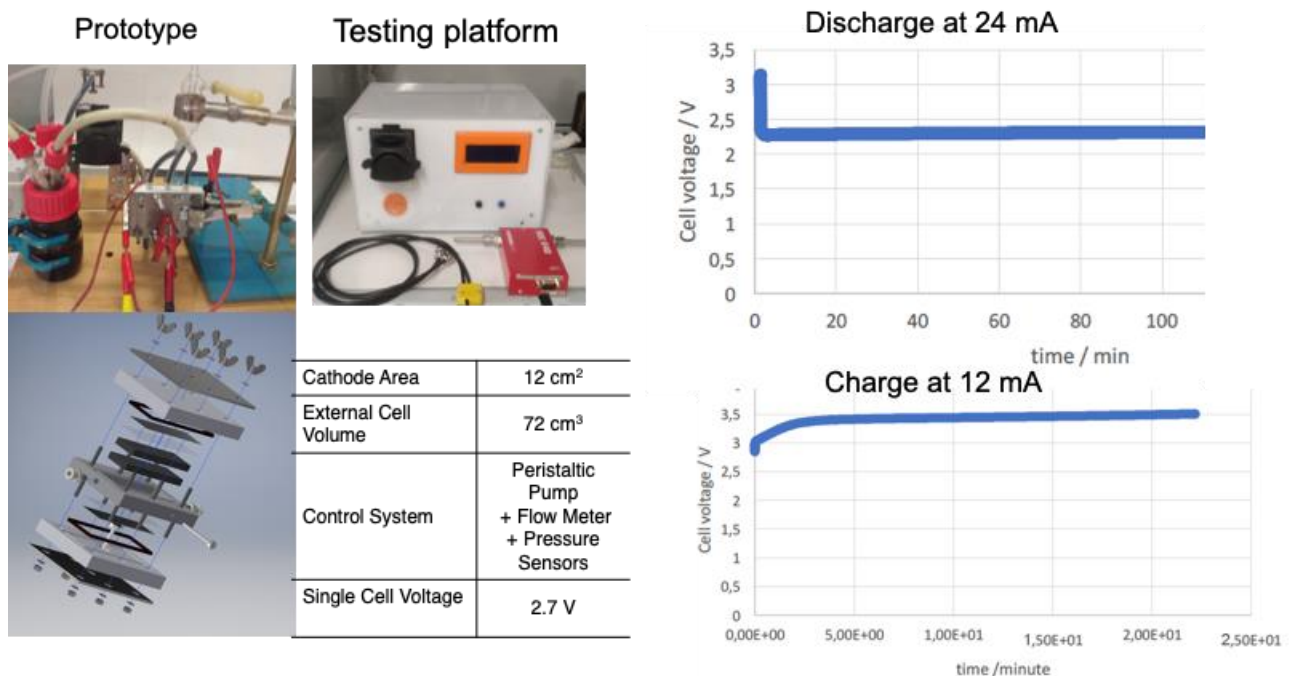 Prototype
Testing platform
Cathode Area
12 cm²
External Cell
Volume
72 cm³
Control System
Peristaltic
Pump
+ Flow Meter
+ Pressure
Sensors
Single Cell Voltage
2.7 V
Discharge at 24 mA
Cell voltage / V
3,5
3
2,5
2
1,5
1
0,5
0
0 20 40 60 80 100
time / min
Charge at 12 mA
Cell voltage / V
3,5
3
2,5
2
1,5
1
0,5
0
0,00E+00 5,00E+00 1,00E+01 1,50E+01 2,00E+01 2,50E+01
time /minute